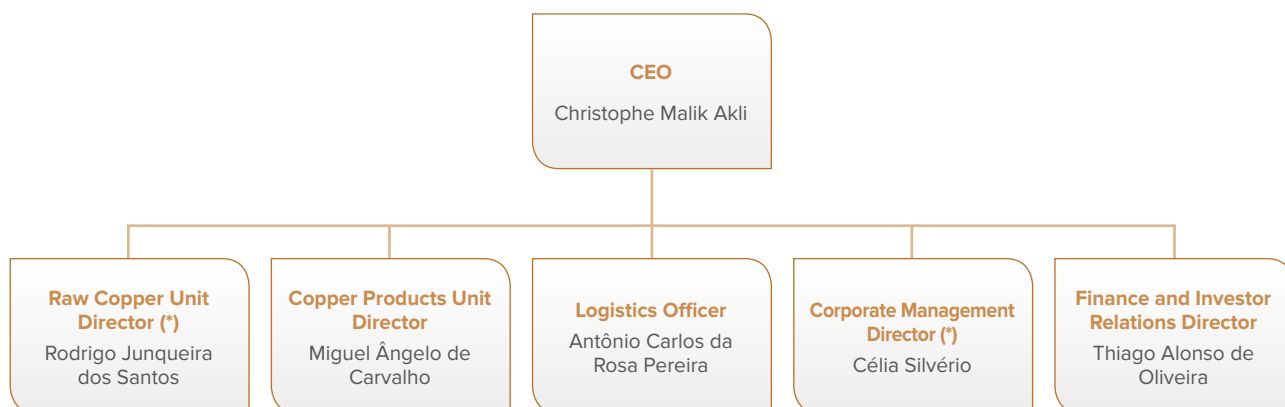 CEO
Christophe Malik Akli
Raw Copper Unit
Director (*)
Rodrigo Junqueira
dos Santos
Copper Products Unit
Director
Miguel Ângelo de
Carvalho
Logistics Officer
Antônio Carlos da
Rosa Pereira
Corporate Management
Director (*)
Célia Silvério
Finance and Investor
Relations Director
Thiago Alonso de
Oliveira